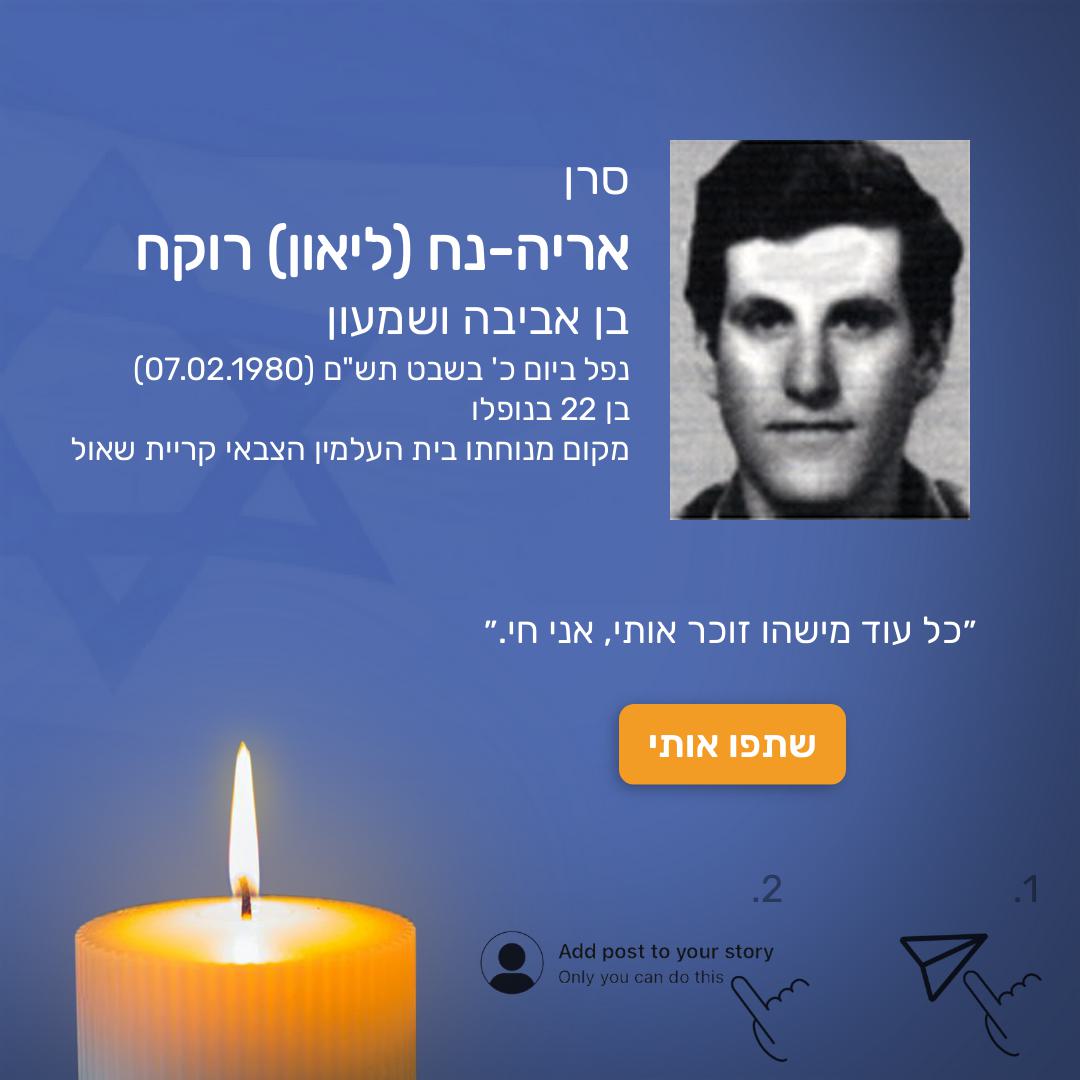 סרן
אריה-נח (ליאון) רוקח
בן אביבה ושמעון
נפל ביום כ' בשבט תש"ם (07.02.1980)
בן 22 בנופלו
מקום מנוחתו בית העלמין הצבאי קריית שאול
״כל עוד מישהו זוכר אותי, אני חי.״
שתפו אותי
1.
2.
Add post to your story
Only you can do this